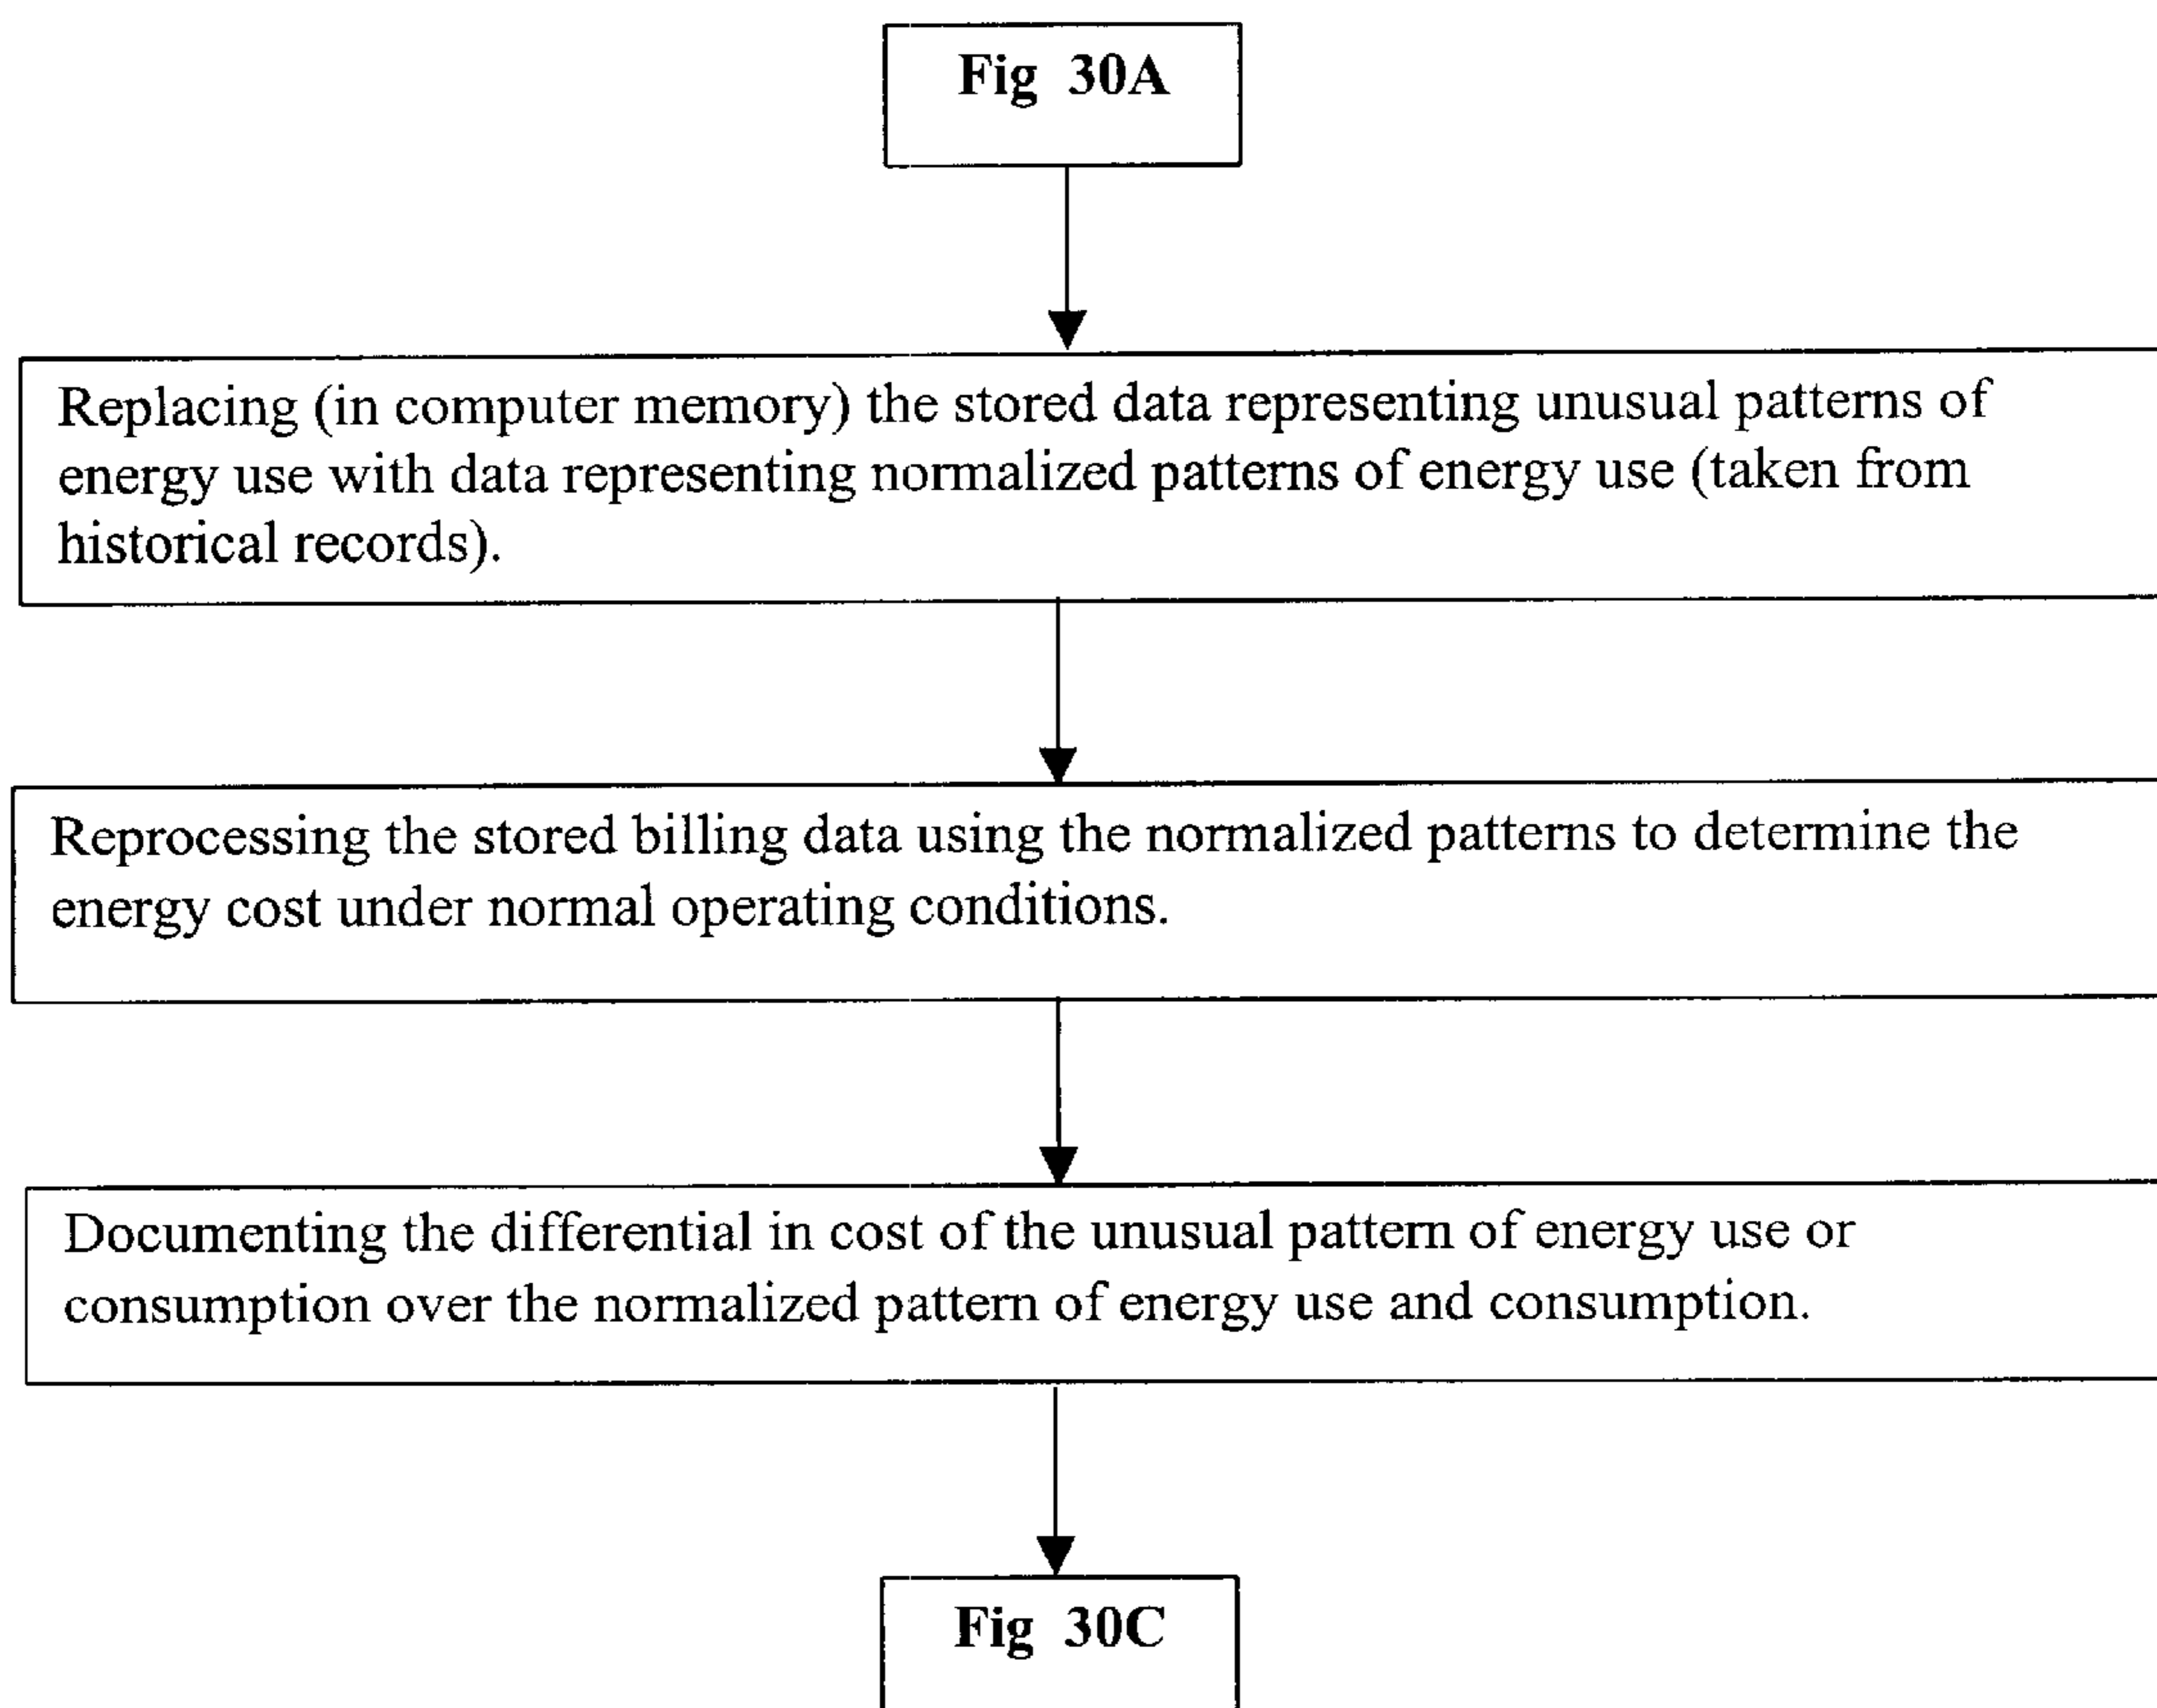 Fig 30A
Replacing (in computer memory) the stored data representing unusual patterns of
energy use with data representing normalized patterns of energy use (taken from
historical records).
Reprocessing the stored billing data using the normalized patterns to determine the
energy cost under normal operating conditions.
Documenting the differential in cost of the unusual pattern of energy use or
consumption over the normalized pattern of energy use and consumption.
Fig 30C